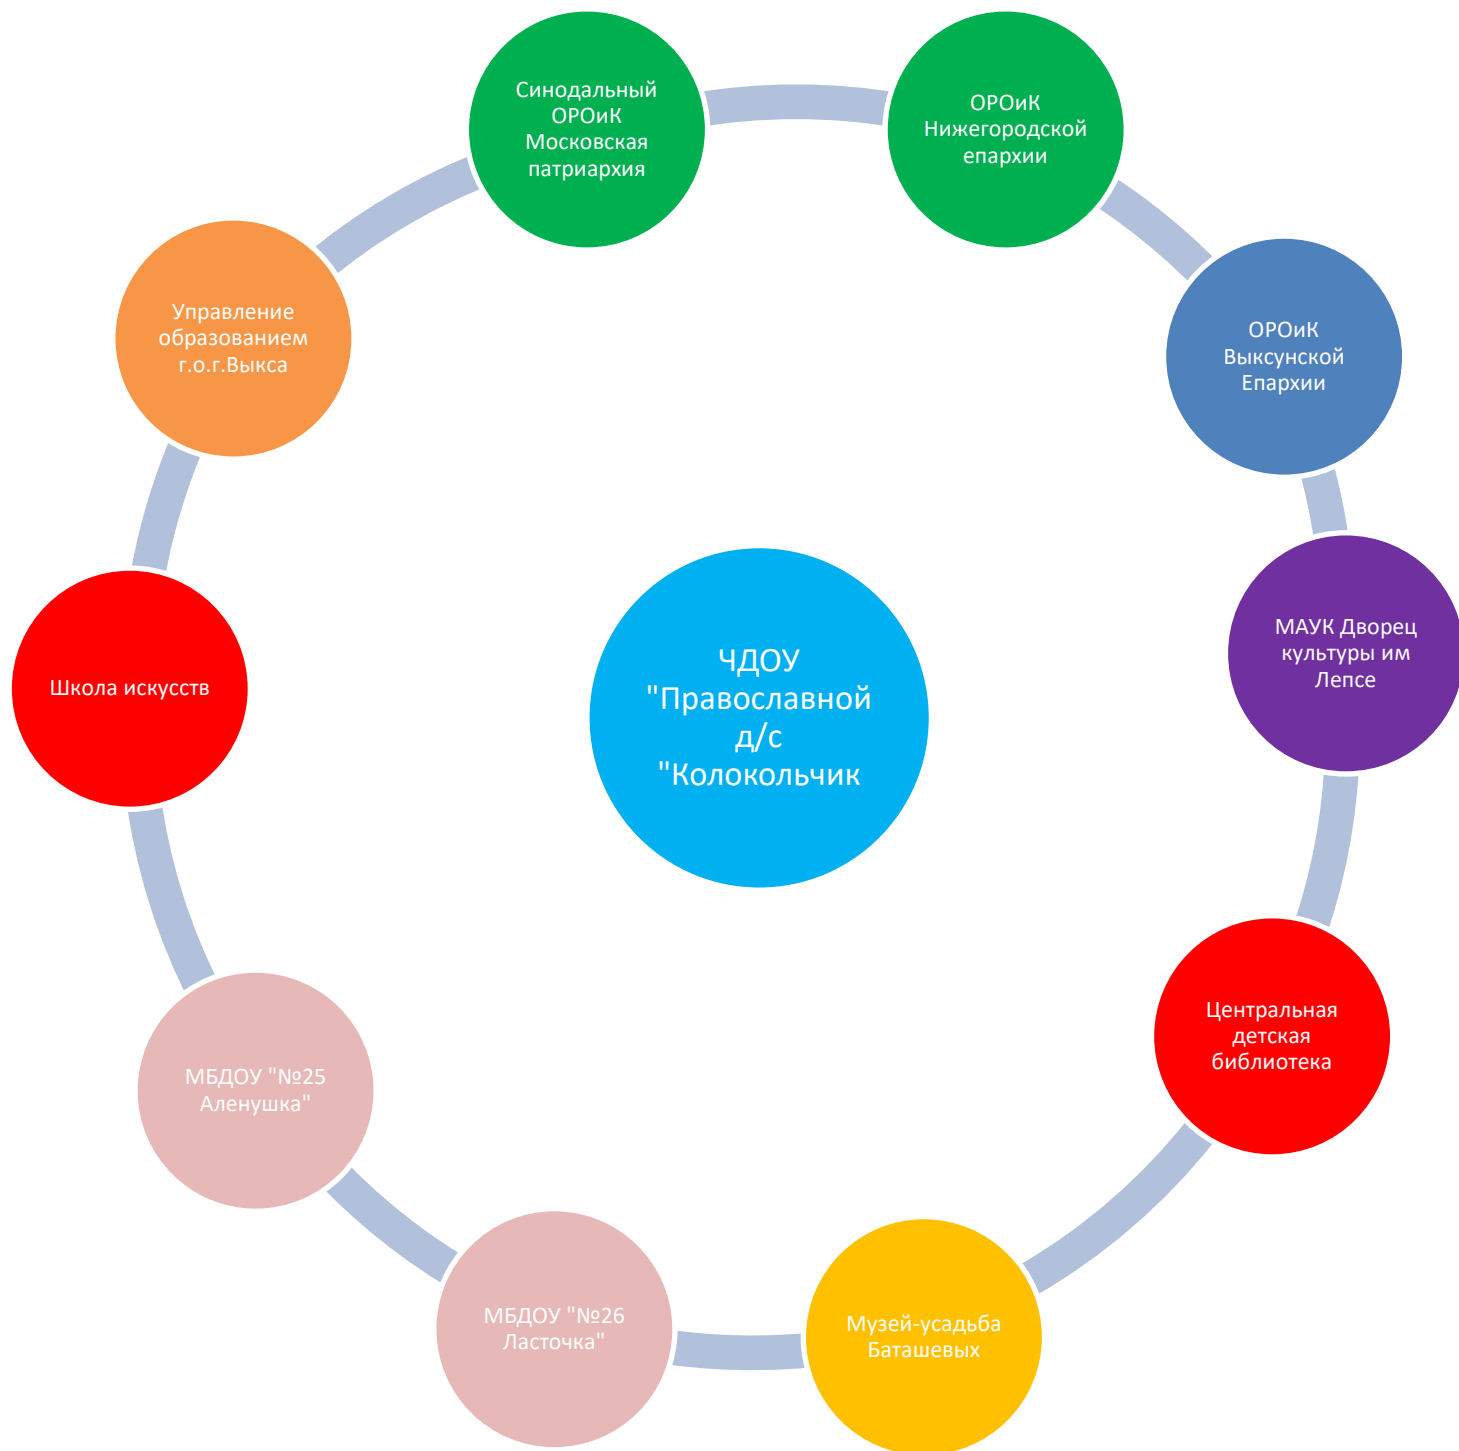 Синодальный
ОРОиК
Московская
патриархия
ОРОиК
Нижегородской
епархии
ОРОиК
Выксунской
Епархии
МАУК Дворец
культуры им
Лепсе
Центральная
детская
библиотека
Музей-усадьба
Баташевых
МБДОУ "№26
Ласточка"
МБДОУ "№25
Аленушка"
Школа искусств
Управление
образованием
г.о.г.Выкса
ЧДОУ
"Православной
д/с
"Колокольчик